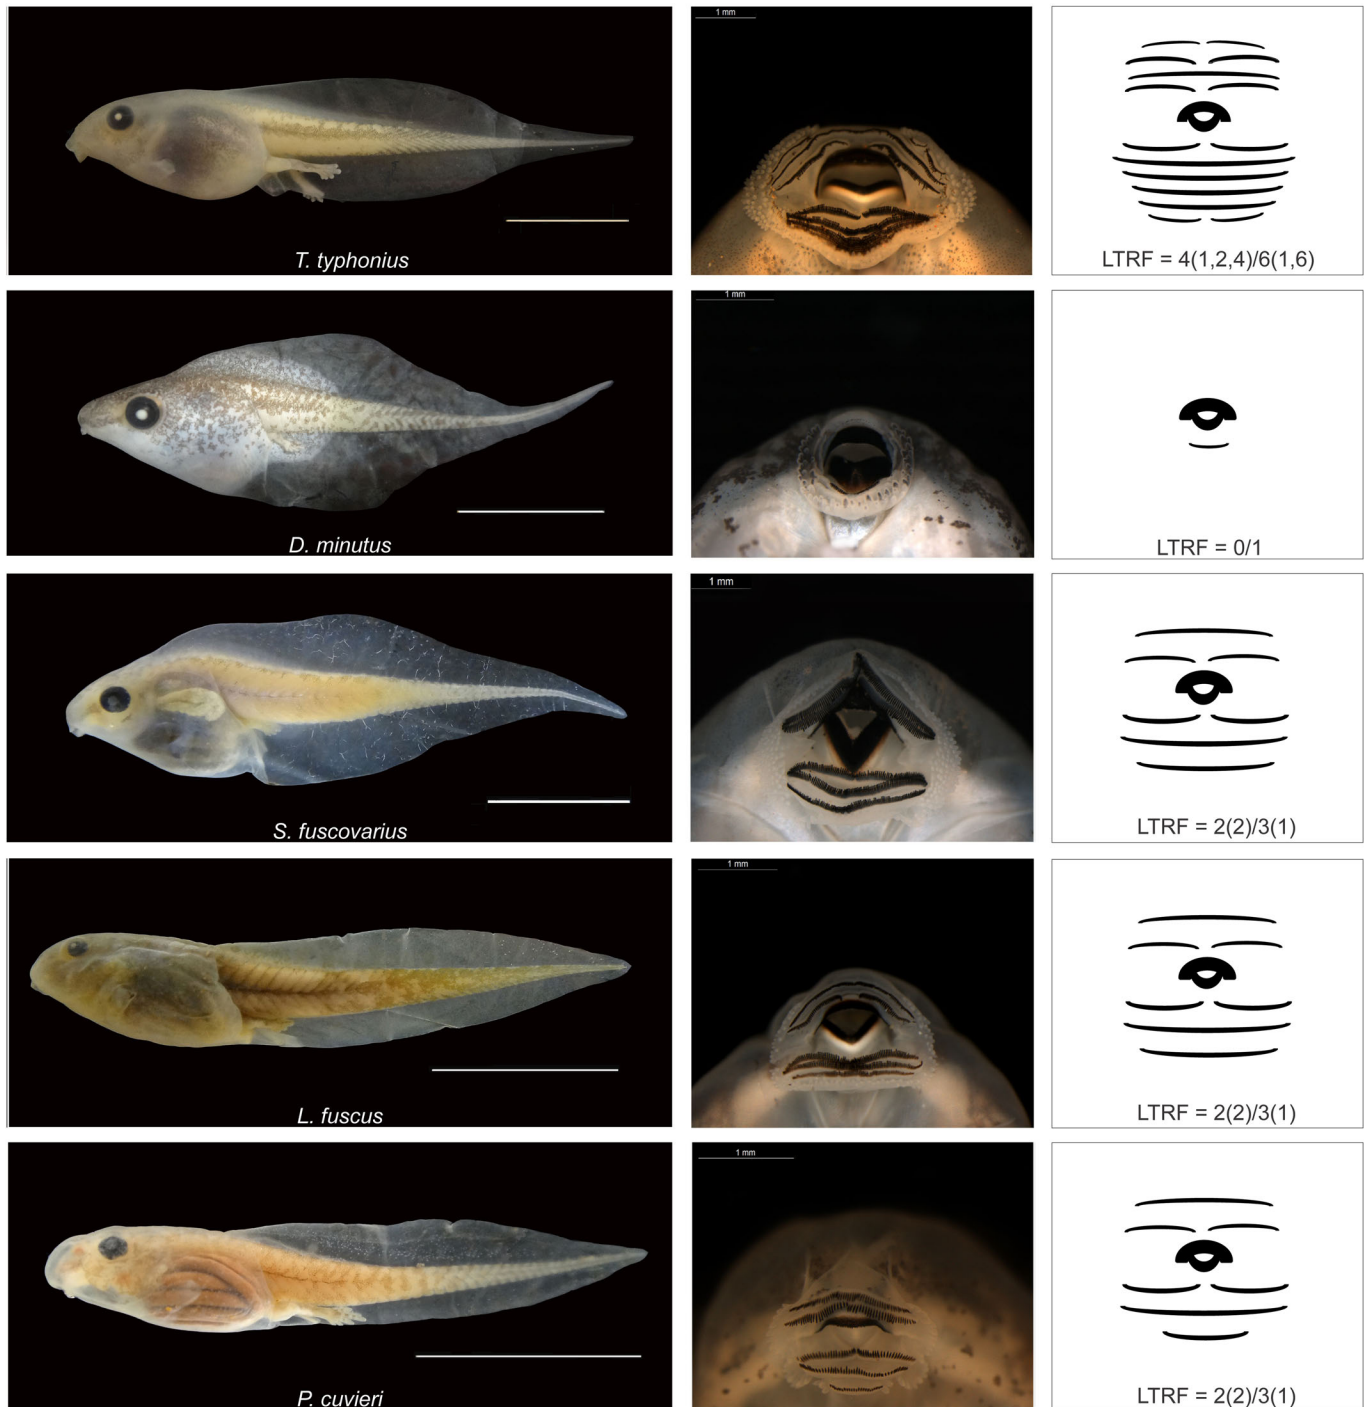 1 mm
T. typhonius
LTRF = 4(1,2,4)/6(1,6)
1 mm
D. minutus
LTRF = 0/1
1 mm
S. fuscovarius
LTRF = 2(2)/3(1)
1 mm
L. fuscus
LTRF = 2(2)/3(1)
1 mm
P. cuvieri
LTRF = 2(2)/3(1)